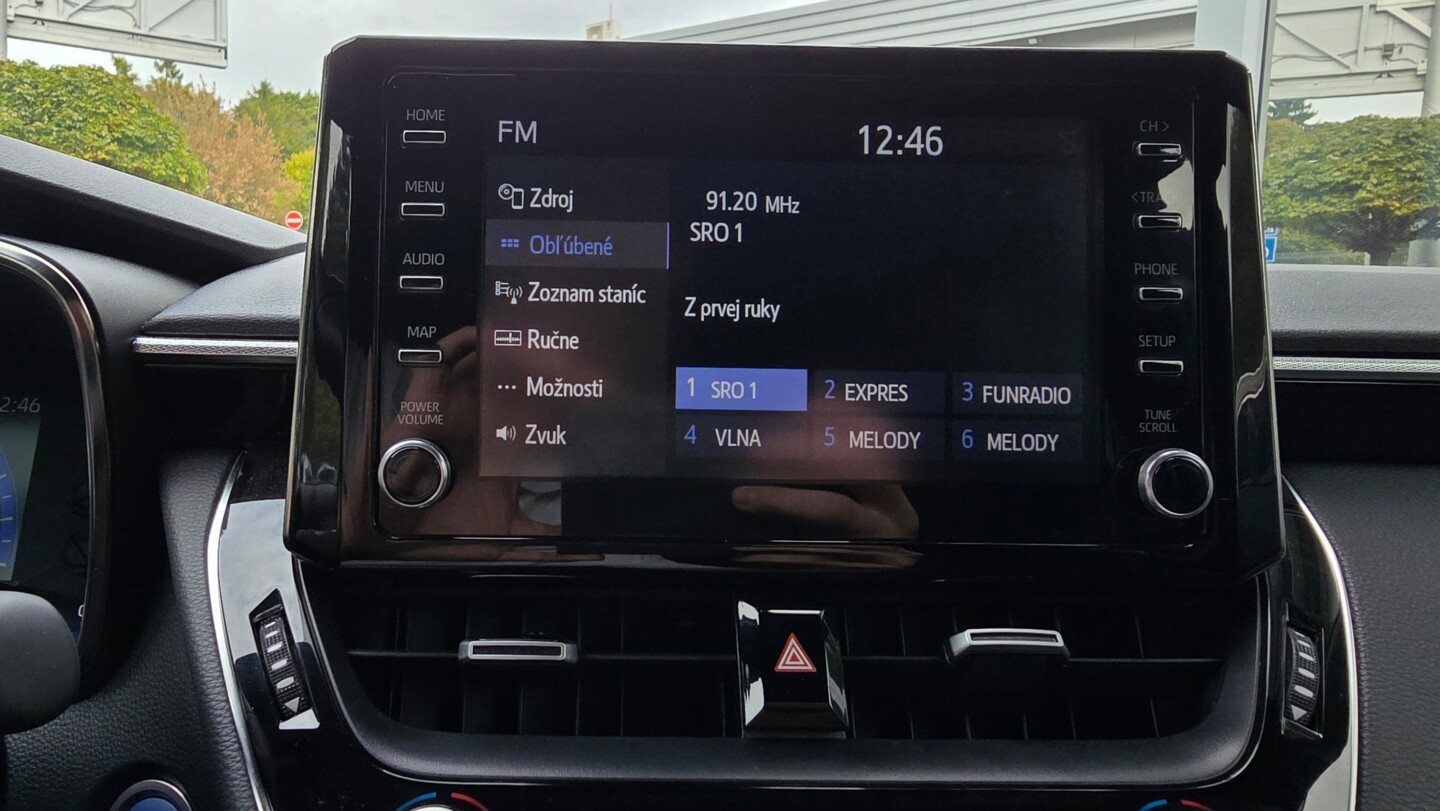 HOME
MENU
AUDIO
MAP
POWER
VOLUME
FM
12:46
Zdroj
Obľúbené
Zoznam staníc
Ručne
Možnosti
Zvuk
91.20 MHz
SRO 1
Z prvej ruky
1 SRO 1
2 EXPRES
3 FUNRADIO
4 VLNA
5 MELODY
6 MELODY
CH >
< TRA
PHONE
SETUP
TUNE
SCROLL
2:46